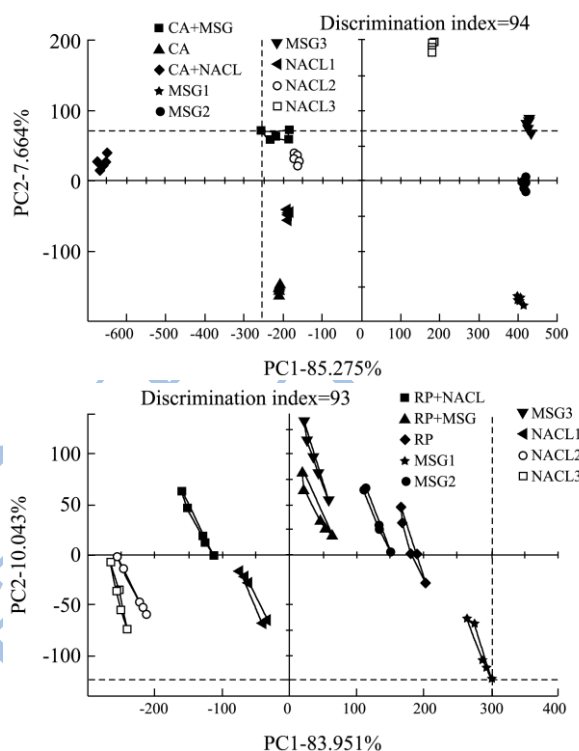 Discrimination index=94
CA+MSG
CA
CA+NACL
MSG1
MSG2
MSG3
NACL1
NACL2
NACL3
200
100
0
-100
PC2-7.664%
-600 -500 -400 -300 -200 -100 0 100 200 300 400 500
PC1-85.275%
Discrimination index=93
RP+NACL
RP+MSG
RP
MSG1
MSG2
MSG3
NACL1
NACL2
NACL3
100
50
0
-50
-100
PC2-10.043%
-200 -100 0 100 200 300 400
PC1-83.951%